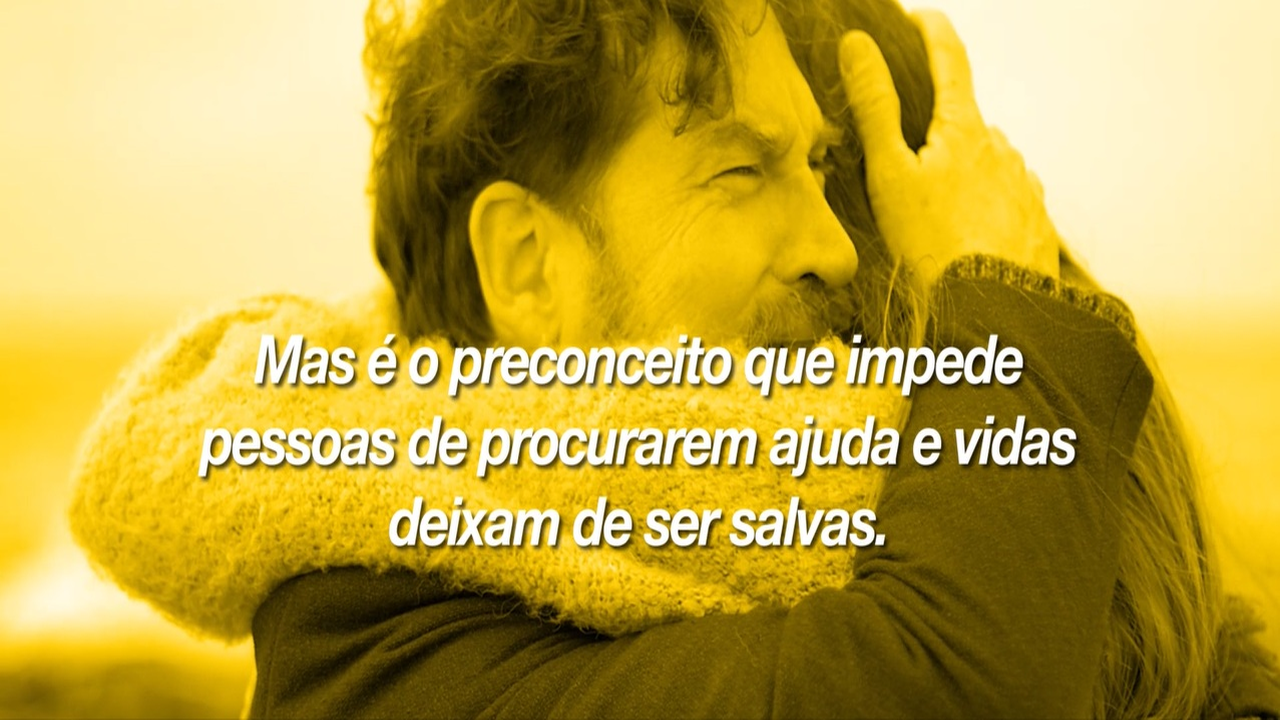 Mas é o preconceito que impede
pessoas de procurarem ajuda e vidas
deixam de ser salvas.